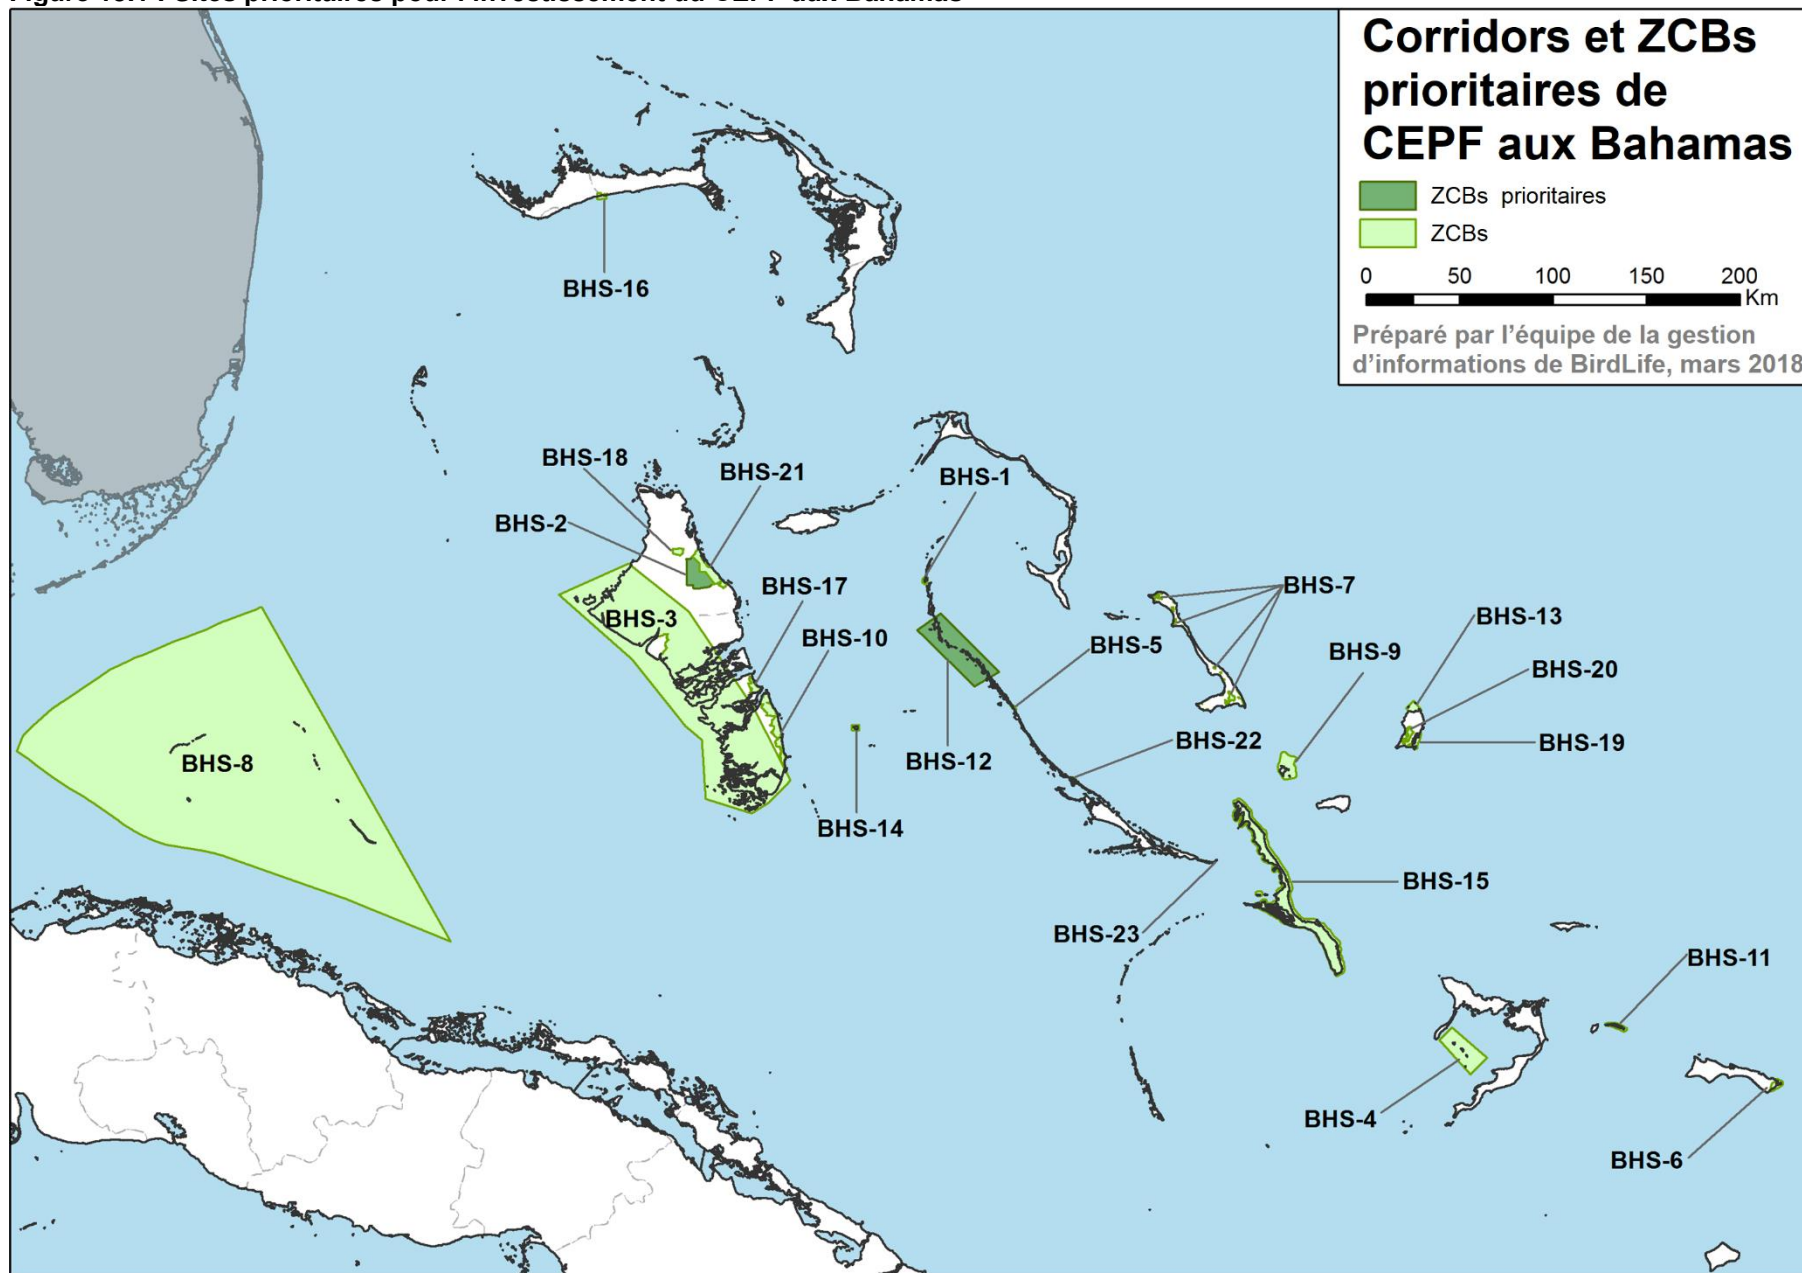 Corridors et ZCBs
prioritaires de
CEPF aux Bahamas
ZCBs prioritaires
ZCBs
0 50 100 150 200
Km
Préparé par l'équipe de la gestion
d'informations de BirdLife, mars 2018
BHS-16
BHS-18
BHS-21
BHS-1
BHS-2
BHS-17
BHS-7
BHS-3
BHS-13
BHS-10
BHS-5
BHS-9
BHS-20
BHS-22
BHS-19
BHS-8
BHS-12
BHS-14
BHS-15
BHS-23
BHS-11
BHS-4
BHS-6